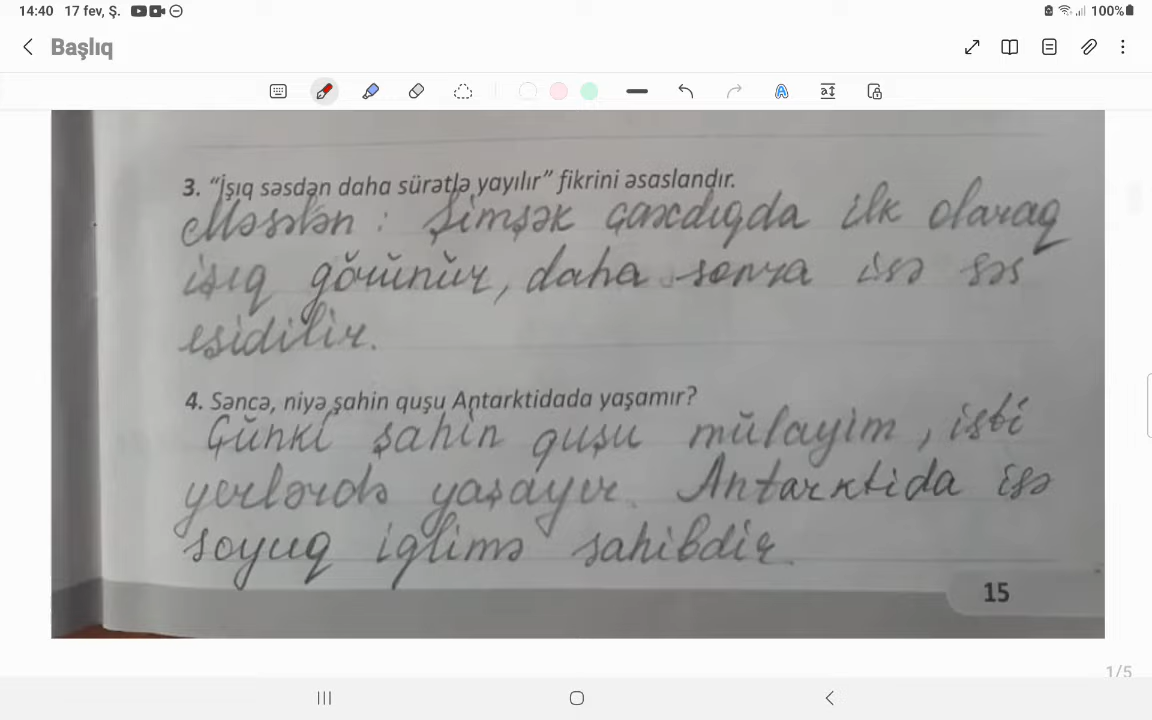 14:40 17 fev, Ş. 100%
Başlıq
3. “İşıq səsdən daha sürətlə yayılır” fikrini əsaslandır.
Məsələn: Şimşək çaxdıqda ilk olaraq
işıq görünür, daha sonra isə səs
eşidilir.
4. Səncə, niyə şahin quşu Antarktidada yaşamır?
Çünki şahin quşu mülayim, isti
yerlərdə yaşayır. Antarktida isə
soyuq iqlimə sahibdir.
15
1/5